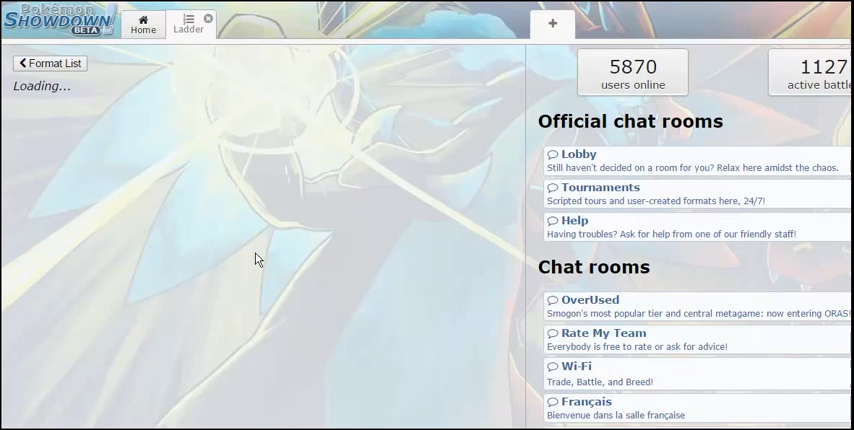 Pokémon
SHOWDOWN!
BETA
Home
Ladder
Format List
Loading...
5870
users online
1127
active battle
Official chat rooms
Lobby
Still haven't decided on a room for you? Relax here amidst the chaos.
Tournaments
Scripted tours and user-created formats here, 24/7!
Help
Having troubles? Ask for help from one of our friendly staff!
Chat rooms
OverUsed
Smogon's most popular tier and central metagame: now entering ORAS!
Rate My Team
Everybody is free to rate or ask for advice!
Wi-Fi
Trade, Battle, and Breed!
Français
Bienvenue dans la salle française